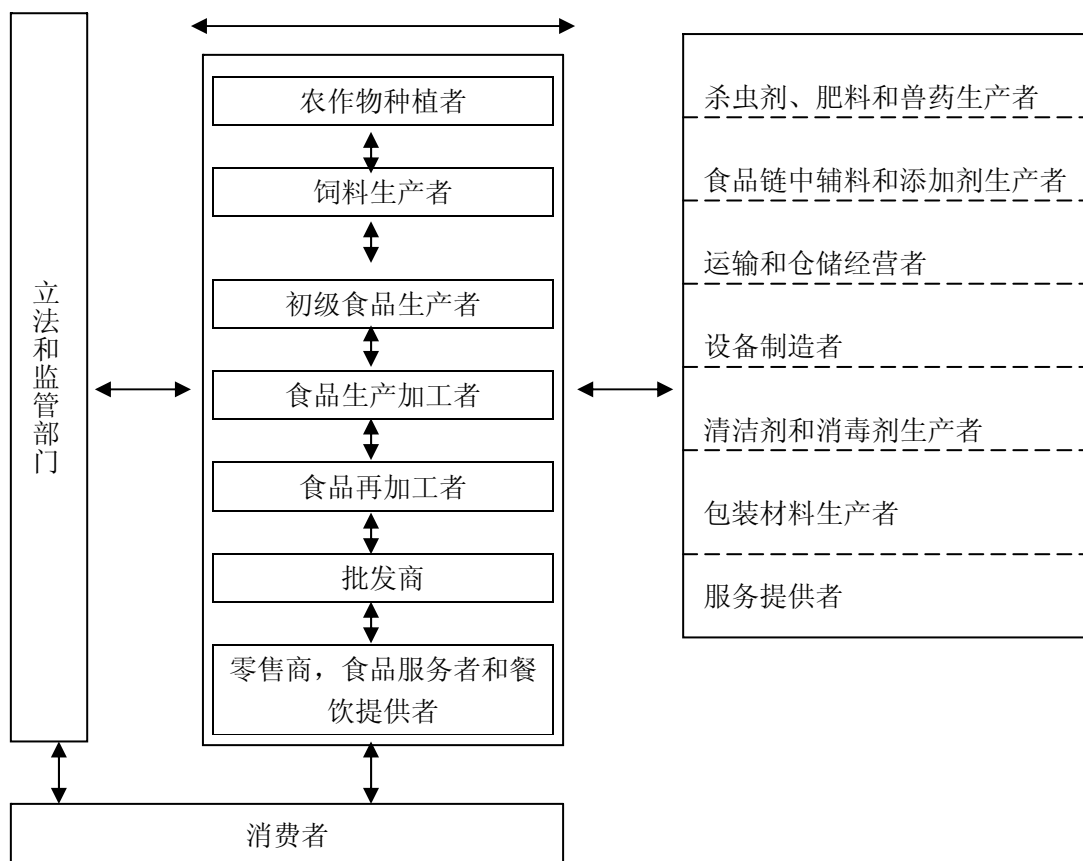 立法和监管部门
农作物种植者
饲料生产者
初级食品生产者
食品生产加工者
食品再加工者
批发商
零售商，食品服务者和餐
饮提供者
杀虫剂、肥料和兽药生产者
食品链中辅料和添加剂生产者
运输和仓储经营者
设备制造者
清洁剂和消毒剂生产者
包装材料生产者
服务提供者
消费者